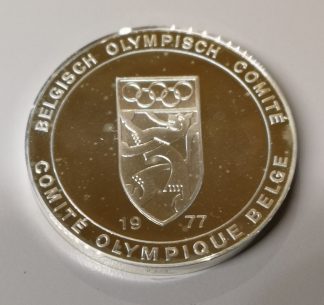 BELGISCH OLYMPISCH COMITÉ
19 77
COMITÉ OLYMPIQUE BELGE